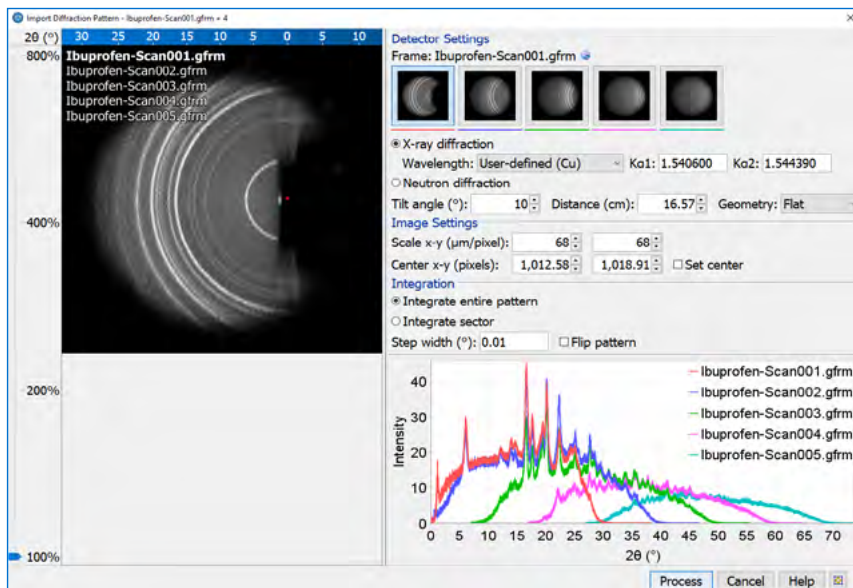 Import Diffraction Pattern - Ibuprofen-Scan001.gfrm + 4
2θ (°) 30 25 20 15 10 5 0 5 10
800%
400%
200%
100%
Ibuprofen-Scan001.gfrm
Ibuprofen-Scan002.gfrm
Ibuprofen-Scan003.gfrm
Ibuprofen-Scan004.gfrm
Ibuprofen-Scan005.gfrm
Detector Settings
Frame: Ibuprofen-Scan001.gfrm
X-ray diffraction
Wavelength: User-defined (Cu) Kα1: 1.540600 Kα2: 1.544390
Neutron diffraction
Tilt angle (°): 10 Distance (cm): 16.57 Geometry: Flat
Image Settings
Scale x-y (µm/pixel): 68 68
Center x-y (pixels): 1,012.58 1,018.91 Set center
Integration
Integrate entire pattern
Integrate sector
Step width (°): 0.01 Flip pattern
Intensity
40
30
20
10
0
Ibuprofen-Scan001.gfrm
Ibuprofen-Scan002.gfrm
Ibuprofen-Scan003.gfrm
Ibuprofen-Scan004.gfrm
Ibuprofen-Scan005.gfrm
0 5 10 15 20 25 30 35 40 45 50 55 60 65 70
2θ (°)
Process Cancel Help